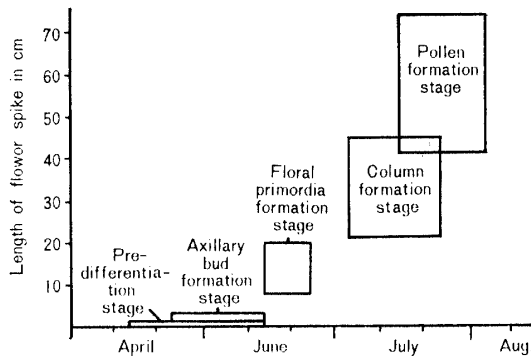 Length of flowor spike in cm
70
60
50
40
30
20
10
Pollen
formation
stage
Column
formation
stage
Floral
primordia
formation
stage
Axillary
bud
formation
stage
Pre-
differentia-
tion
stage
April
June
July
Aug